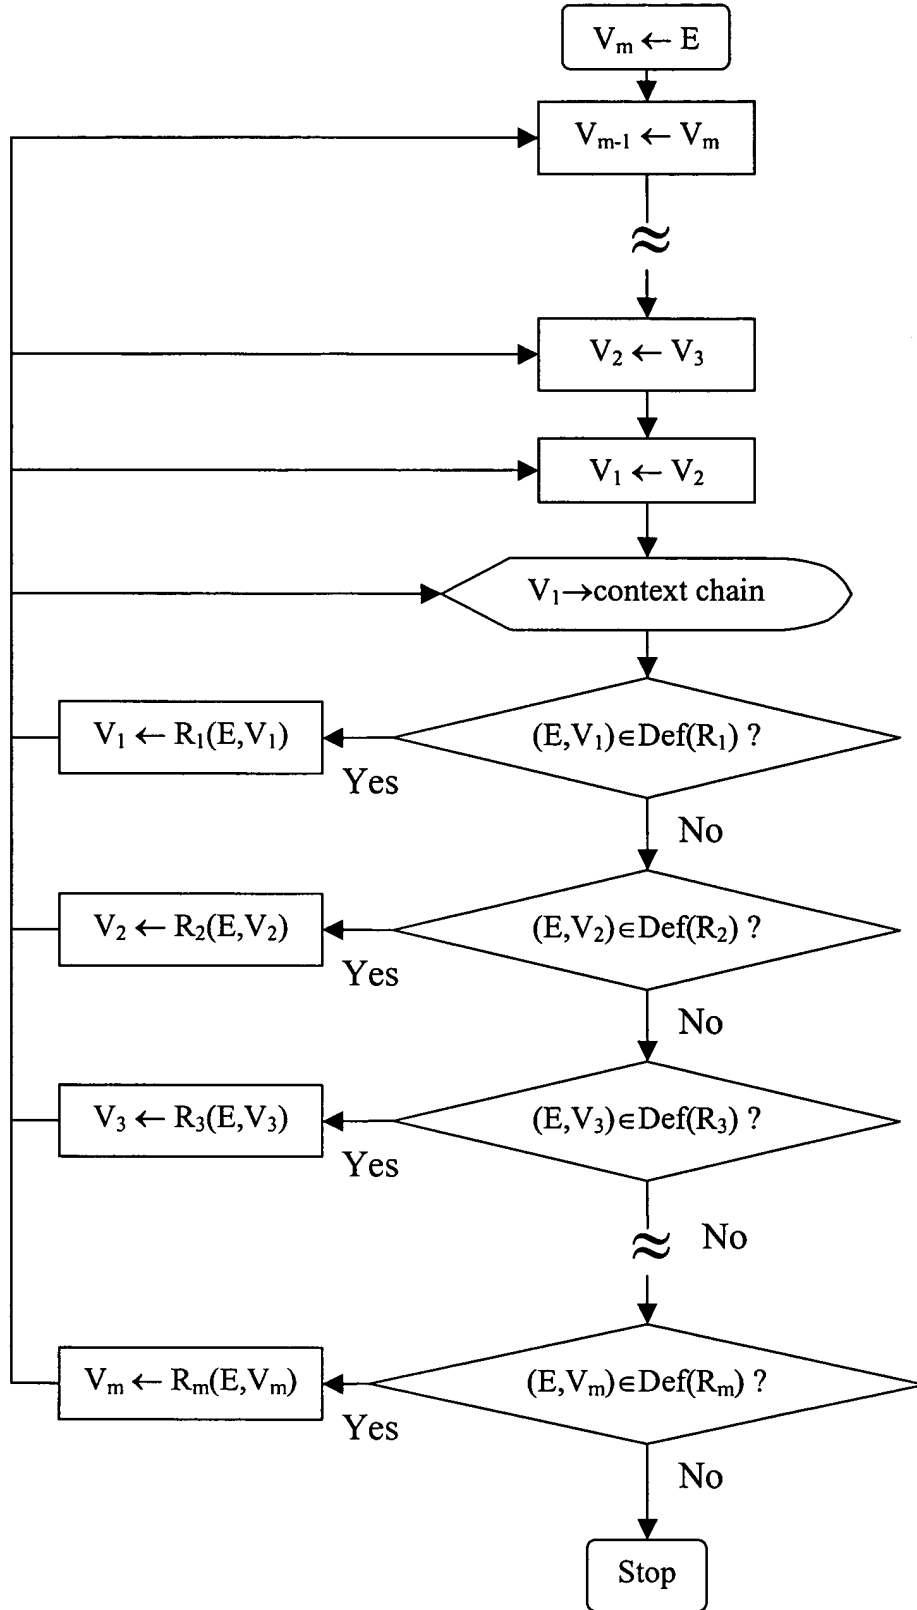 Vₘ ← E
Vₘ₋₁ ← Vₘ
≈
V₂ ← V₃
V₁ ← V₂
V₁→context chain
V₁ ← R₁(E,V₁)
(E,V₁)∈Def(R₁) ?
Yes
No
V₂ ← R₂(E,V₂)
(E,V₂)∈Def(R₂) ?
Yes
No
V₃ ← R₃(E,V₃)
(E,V₃)∈Def(R₃) ?
Yes
≈ No
Vₘ ← Rₘ(E,Vₘ)
(E,Vₘ)∈Def(Rₘ) ?
Yes
No
Stop